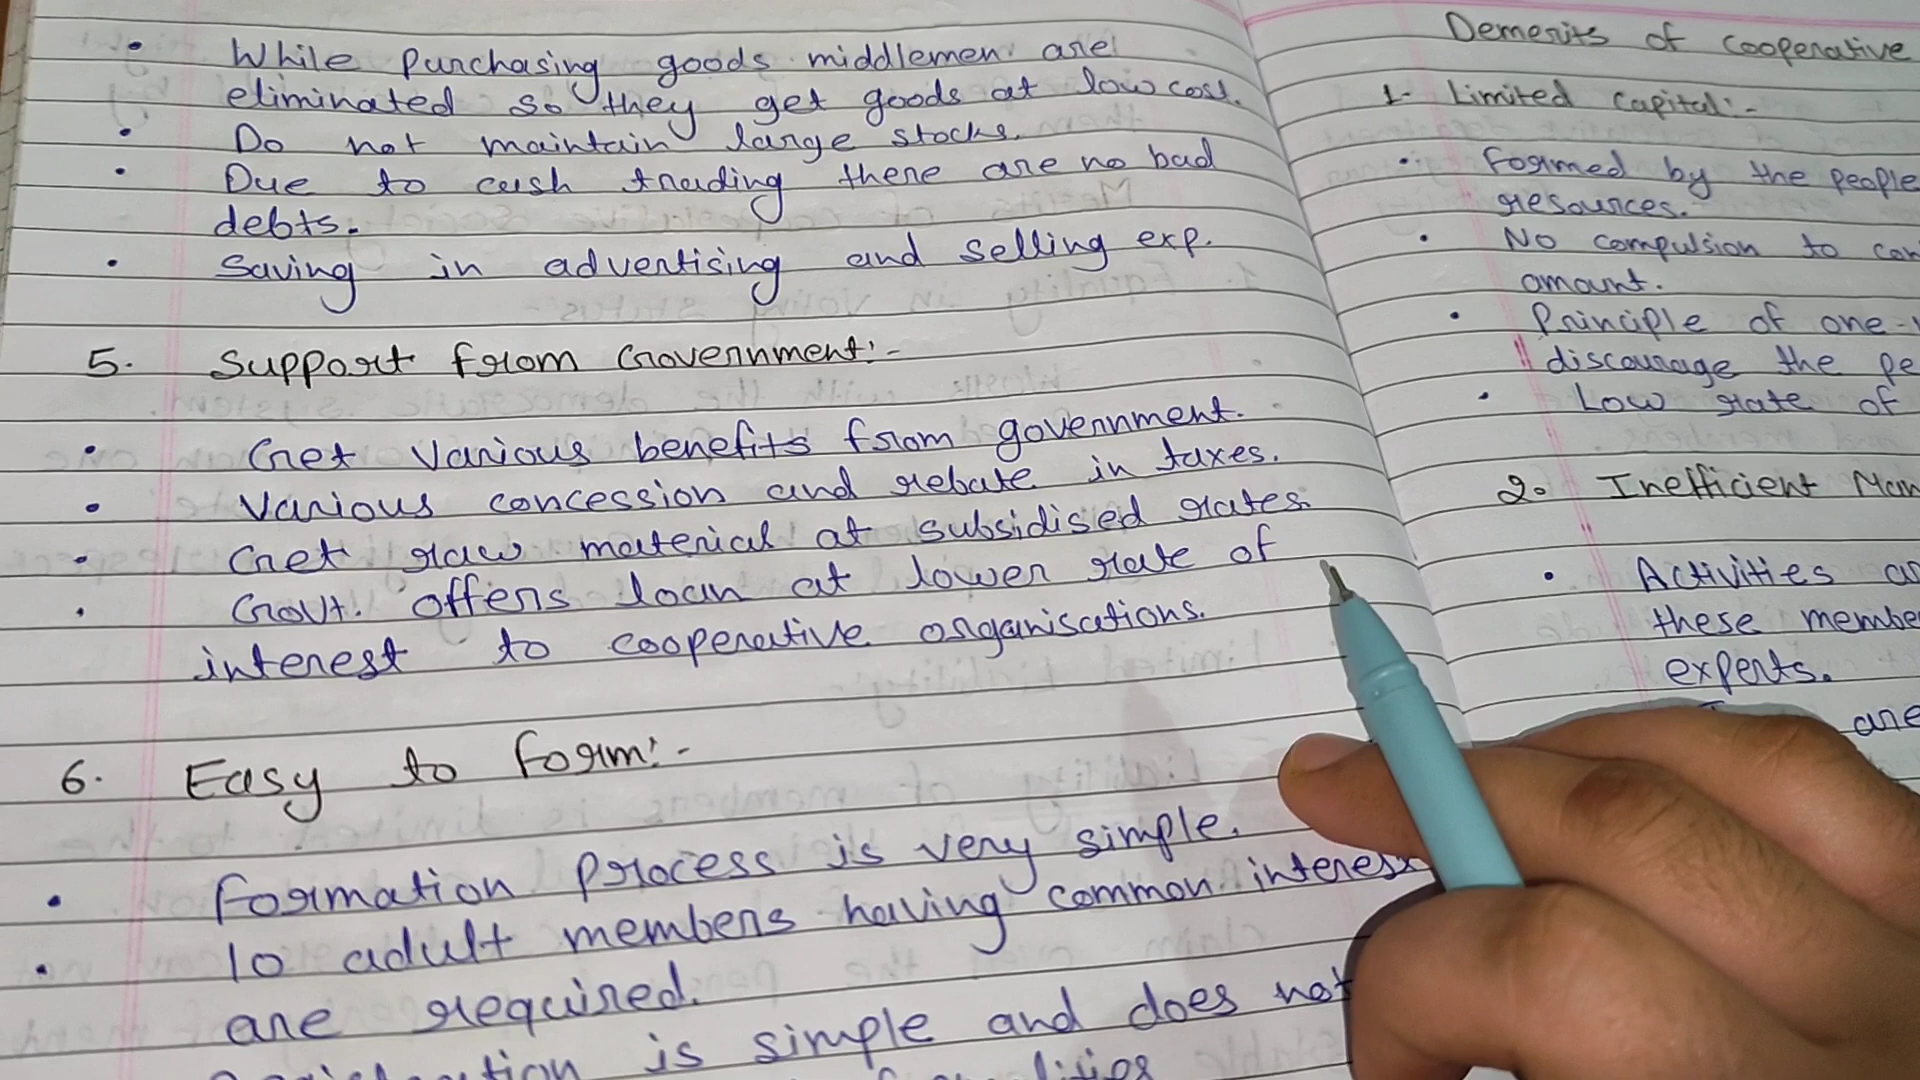 While purchasing goods middlemen are
eliminated so they get goods at low cost.
Do not maintain large stocks.
Due to cash trading there are no bad
debts.
Saving in advertising and selling exp.
5. Support from Government:-
Get various benefits from government.
Various concession and rebate in taxes.
Get raw material at subsidised rates.
Govt. offers loan at lower rate of
interest to cooperative organisations.
6. Easy to form:-
Formation process is very simple.
10 adult members having common interest
are required.
is simple and does not
Demerits of cooperative
1- Limited capital:-
Formed by the people
resources.
No compulsion to
amount.
Principle of one-
discourage the
Low rate of
2. Inefficient
Activities
these
experts.
are